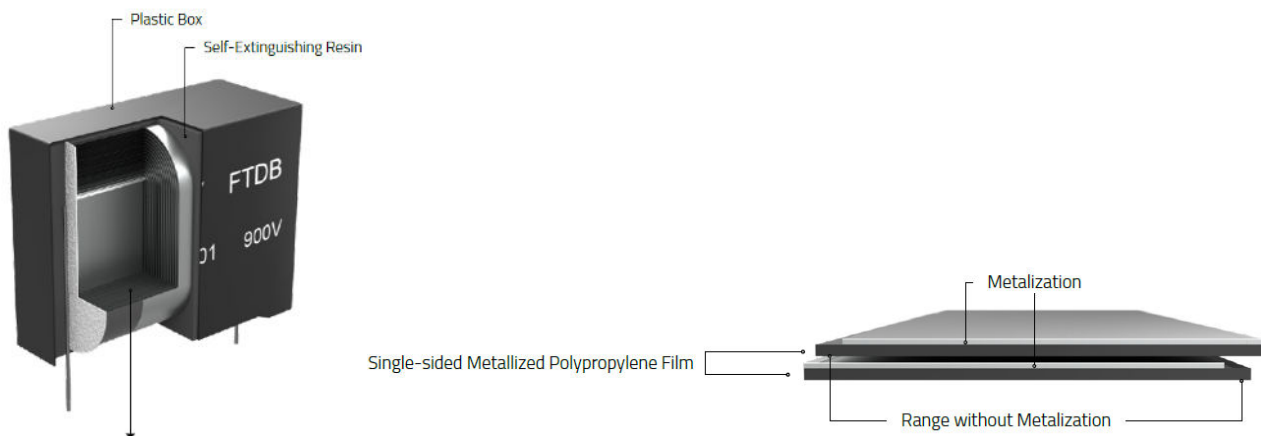 Plastic Box
Self-Extinguishing Resin
FTDB
01 900V
Metalization
Single-sided Metallized Polypropylene Film
Range without Metalization